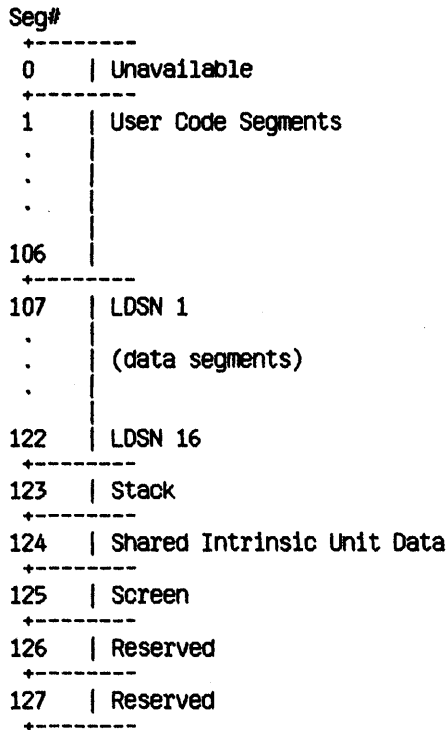 Seg#
+---------
0 | Unavailable
+---------
1 | User Code Segments
. |
. |
. |
106 |
+---------
107 | LDSN 1
. |
. | (data segments)
. |
122 | LDSN 16
+---------
123 | Stack
+---------
124 | Shared Intrinsic Unit Data
+---------
125 | Screen
+---------
126 | Reserved
+---------
127 | Reserved
+---------